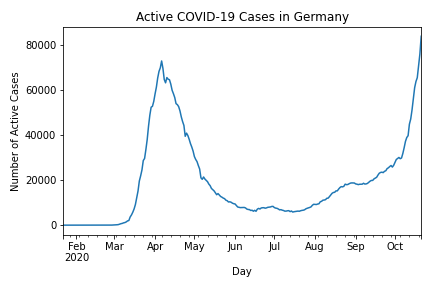 Active COVID-19 Cases in Germany
Number of Active Cases
80000
60000
40000
20000
0
Feb Mar Apr May Jun Jul Aug Sep Oct
2020
Day